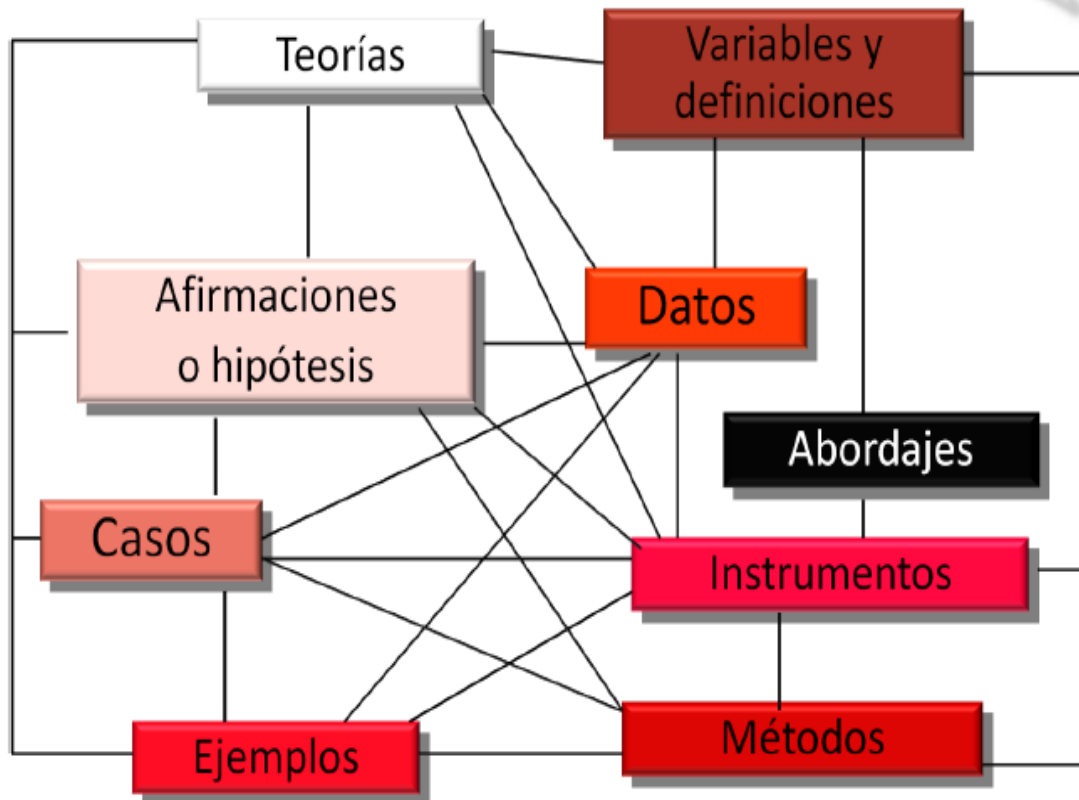 Teorías
Variables y
definiciones
Afirmaciones
o hipótesis
Datos
Abordajes
Casos
Instrumentos
Ejemplos
Métodos